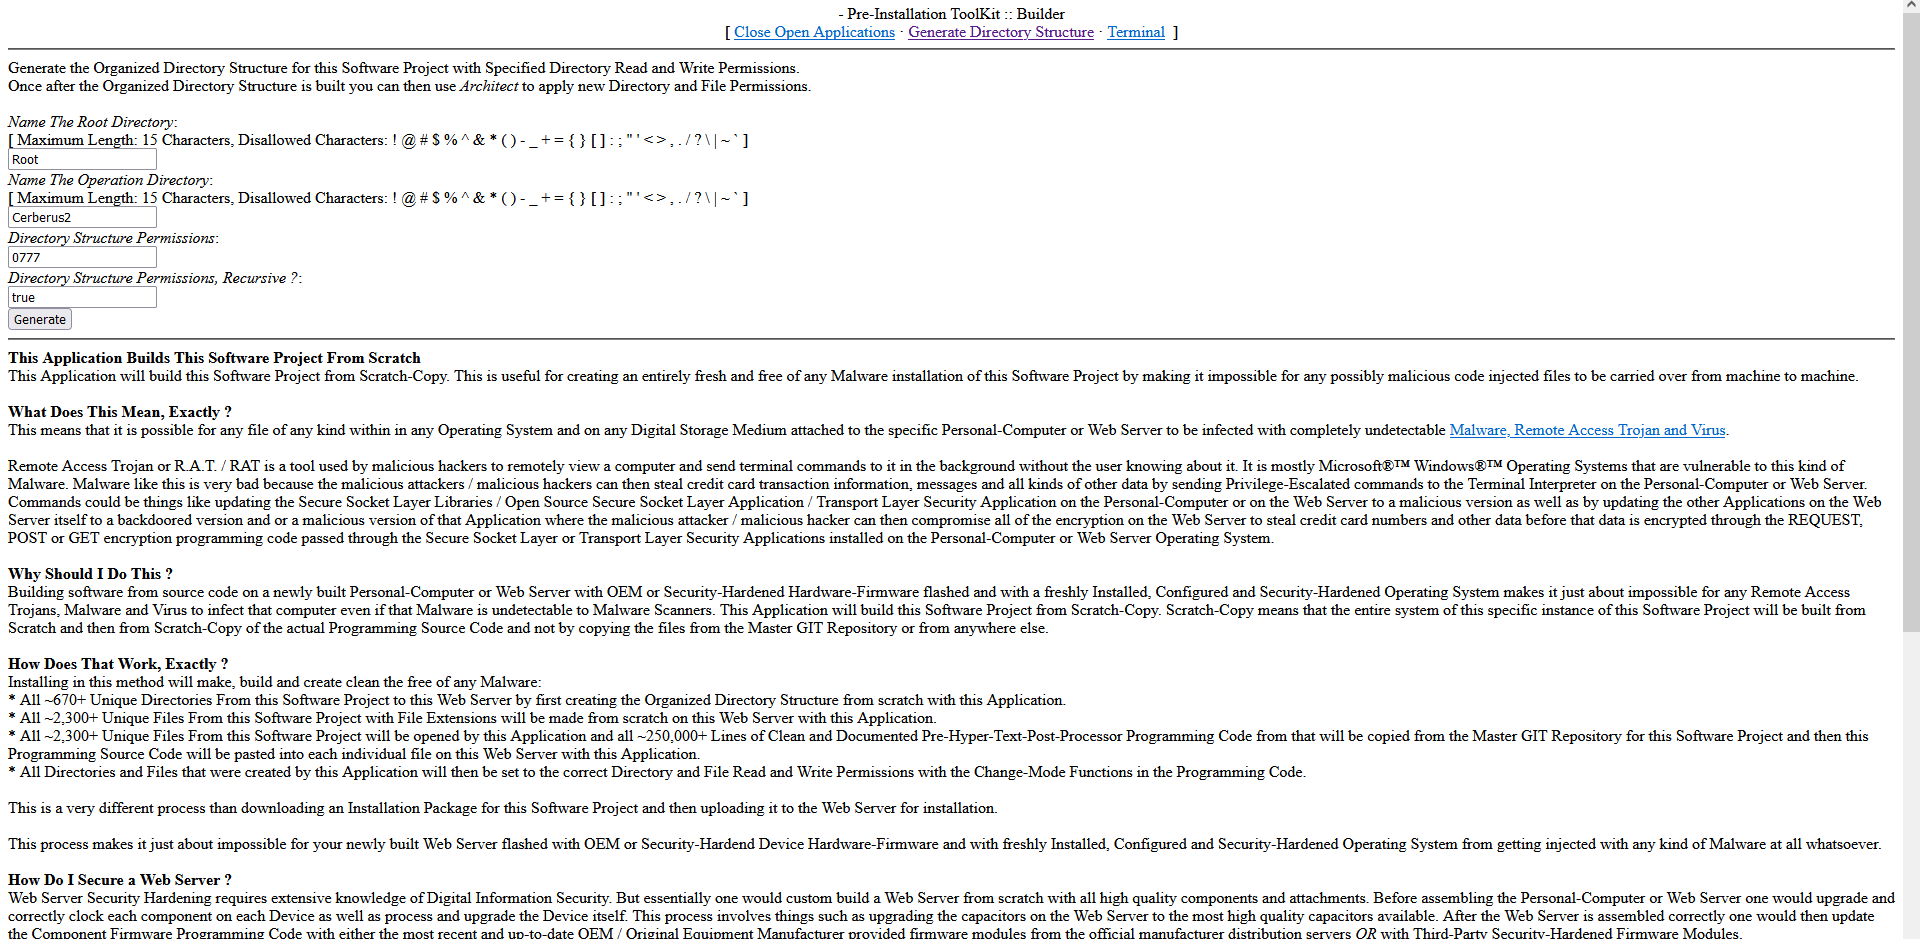 - Pre-Installation ToolKit :: Builder
[ Close Open Applications · Generate Directory Structure · Terminal ]
Generate the Organized Directory Structure for this Software Project with Specified Directory Read and Write Permissions.
Once after the Organized Directory Structure is built you can then use Architect to apply new Directory and File Permissions.
Name The Root Directory:
[ Maximum Length: 15 Characters, Disallowed Characters: ! @ # $ % ^ & * ( ) - _ + = { } [ ] : ; " ' < > , . / ? \ | ~ ` ]
Root
Name The Operation Directory:
[ Maximum Length: 15 Characters, Disallowed Characters: ! @ # $ % ^ & * ( ) - _ + = { } [ ] : ; " ' < > , . / ? \ | ~ ` ]
Cerberus2
Directory Structure Permissions:
0777
Directory Structure Permissions, Recursive ?:
true
Generate
This Application Builds This Software Project From Scratch
This Application will build this Software Project from Scratch-Copy. This is useful for creating an entirely fresh and free of any Malware installation of this Software Project by making it impossible for any possibly malicious code injected files to be carried over from machine to machine.
What Does This Mean, Exactly ?
This means that it is possible for any file of any kind within in any Operating System and on any Digital Storage Medium attached to the specific Personal-Computer or Web Server to be infected with completely undetectable Malware, Remote Access Trojan and Virus.
Remote Access Trojan or R.A.T. / RAT is a tool used by malicious hackers to remotely view a computer and send terminal commands to it in the background without the user knowing about it. It is mostly Microsoft®™ Windows®™ Operating Systems that are vulnerable to this kind of
Malware. Malware like this is very bad because the malicious attackers / malicious hackers can then steal credit card transaction information, messages and all kinds of other data by sending Privilege-Escalated commands to the Terminal Interpreter on the Personal-Computer or Web Server.
Commands could be things like updating the Secure Socket Layer Libraries / Open Source Secure Socket Layer Application / Transport Layer Security Application on the Personal-Computer or on the Web Server to a malicious version as well as by updating the other Applications on the Web
Server itself to a backdoored version and or a malicious version of that Application where the malicious attacker / malicious hacker can then compromise all of the encryption on the Web Server to steal credit card numbers and other data before that data is encrypted through the REQUEST,
POST or GET encryption programming code passed through the Secure Socket Layer or Transport Layer Security Applications installed on the Personal-Computer or Web Server Operating System.
Why Should I Do This ?
Building software from source code on a newly built Personal-Computer or Web Server with OEM or Security-Hardened Hardware-Firmware flashed and with a freshly Installed, Configured and Security-Hardened Operating System makes it just about impossible for any Remote Access
Trojans, Malware and Virus to infect that computer even if that Malware is undetectable to Malware Scanners. This Application will build this Software Project from Scratch-Copy. Scratch-Copy means that the entire system of this specific instance of this Software Project will be built from
Scratch and then from Scratch-Copy of the actual Programming Source Code and not by copying the files from the Master GIT Repository or from anywhere else.
How Does That Work, Exactly ?
Installing in this method will make, build and create clean the free of any Malware:
* All ~670+ Unique Directories From this Software Project to this Web Server by first creating the Organized Directory Structure from scratch with this Application.
* All ~2,300+ Unique Files From this Software Project with File Extensions will be made from scratch on this Web Server with this Application.
* All ~2,300+ Unique Files From this Software Project will be opened by this Application and all ~250,000+ Lines of Clean and Documented Pre-Hyper-Text-Post-Processor Programming Code from that will be copied from the Master GIT Repository for this Software Project and then this
Programming Source Code will be pasted into each individual file on this Web Server with this Application.
* All Directories and Files that were created by this Application will then be set to the correct Directory and File Read and Write Permissions with the Change-Mode Functions in the Programming Code.
This is a very different process than downloading an Installation Package for this Software Project and then uploading it to the Web Server for installation.
This process makes it just about impossible for your newly built Web Server flashed with OEM or Security-Hardend Device Hardware-Firmware and with freshly Installed, Configured and Security-Hardened Operating System from getting injected with any kind of Malware at all whatsoever.
How Do I Secure a Web Server ?
Web Server Security Hardening requires extensive knowledge of Digital Information Security. But essentially one would custom build a Web Server from scratch with all high quality components and attachments. Before assembling the Personal-Computer or Web Server one would upgrade and
correctly clock each component on each Device as well as process and upgrade the Device itself. This process involves things such as upgrading the capacitors on the Web Server to the most high quality capacitors available. After the Web Server is assembled correctly one would then update
the Component Firmware Programming Code with either the most recent and up-to-date OEM / Original Equipment Manufacturer provided firmware modules from the official manufacturer distribution servers OR with Third-Party Security-Hardened Firmware Modules.